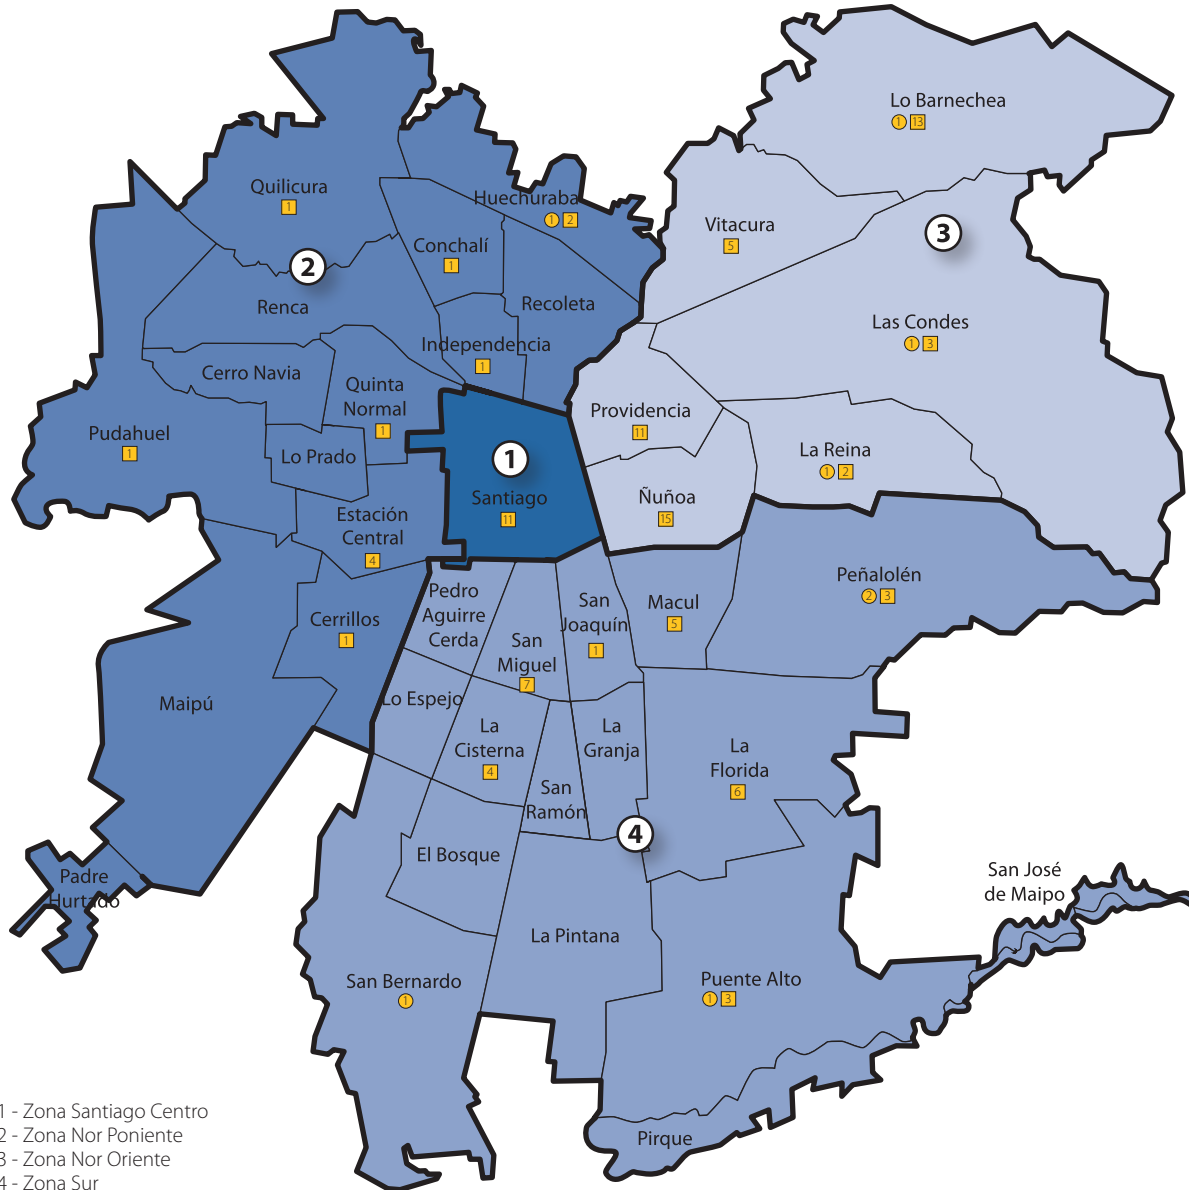 Lo Barnechea
1 13
Quilicura
1
Huechuraba
1 2
Vitacura
5
3
Conchalí
1
2
Renca
Recoleta
Las Condes
1 3
Independencia
1
Cerro Navia
Quinta
Normal
1
Providencia
11
Pudahuel
1
Lo Prado
1
La Reina
1 2
Santiago
11
Ñuñoa
15
Estación
Central
4
Peñalolén
2 3
Pedro
Aguirre
Cerda
San
Joaquín
1
Macul
5
Cerrillos
1
San
Miguel
7
Maipú
Lo Espejo
La
Cisterna
4
La
Granja
La
Florida
6
San
Ramón
4
El Bosque
Padre
Hurtado
San José
de Maipo
La Pintana
San Bernardo
1
Puente Alto
1 3
Pirque
1 - Zona Santiago Centro
2 - Zona Nor Poniente
3 - Zona Nor Oriente
4 - Zona Sur